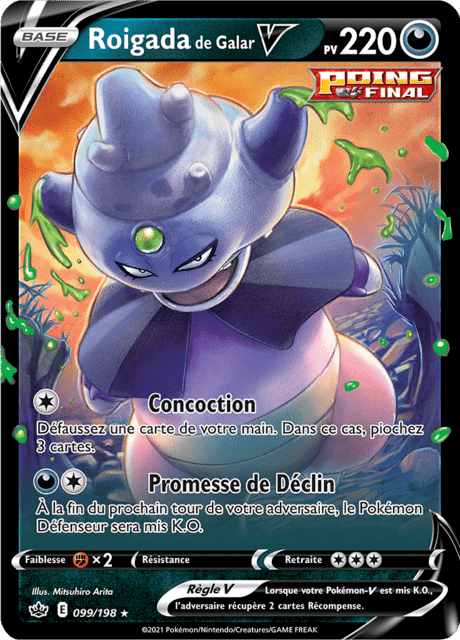 BASE Roigada de Galar V PV 220
POING
FINAL
Concoction
Défaussez une carte de votre main. Dans ce cas, piochez
3 cartes.
Promesse de Déclin
À la fin du prochain tour de votre adversaire, le Pokémon
Défenseur sera mis K.O.
Faiblesse ×2 Résistance Retraite
Illus. Mitsuhiro Arita
Règle V Lorsque votre Pokémon-V est mis K.O.,
l'adversaire récupère 2 cartes Récompense.
E 099/198 ★
©2021 Pokémon/Nintendo/Creatures/GAME FREAK